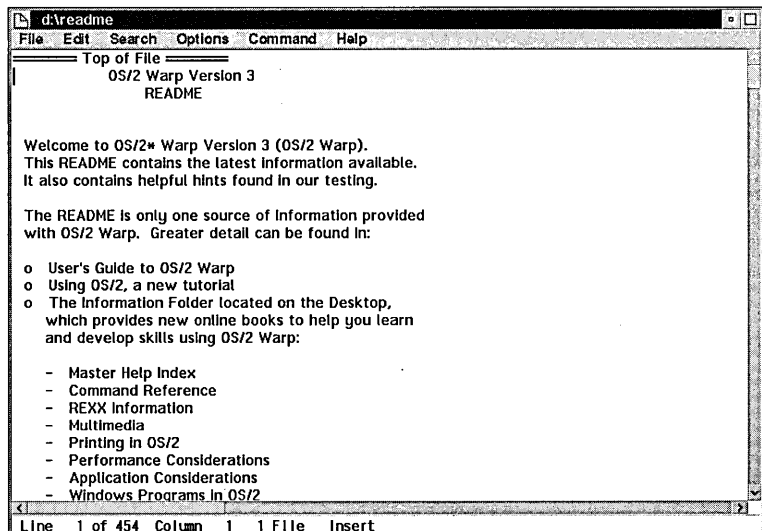 d:\readme
File Edit Search Options Command Help
======== Top of File ========
OS/2 Warp Version 3
README
Welcome to OS/2* Warp Version 3 (OS/2 Warp).
This README contains the latest information available.
It also contains helpful hints found in our testing.
The README is only one source of information provided
with OS/2 Warp. Greater detail can be found in:
o User's Guide to OS/2 Warp
o Using OS/2, a new tutorial
o The Information Folder located on the Desktop,
which provides new online books to help you learn
and develop skills using OS/2 Warp:
- Master Help Index
- Command Reference
- REXX Information
- Multimedia
- Printing in OS/2
- Performance Considerations
- Application Considerations
- Windows Programs in OS/2
Line 1 of 454 Column 1 1 File Insert